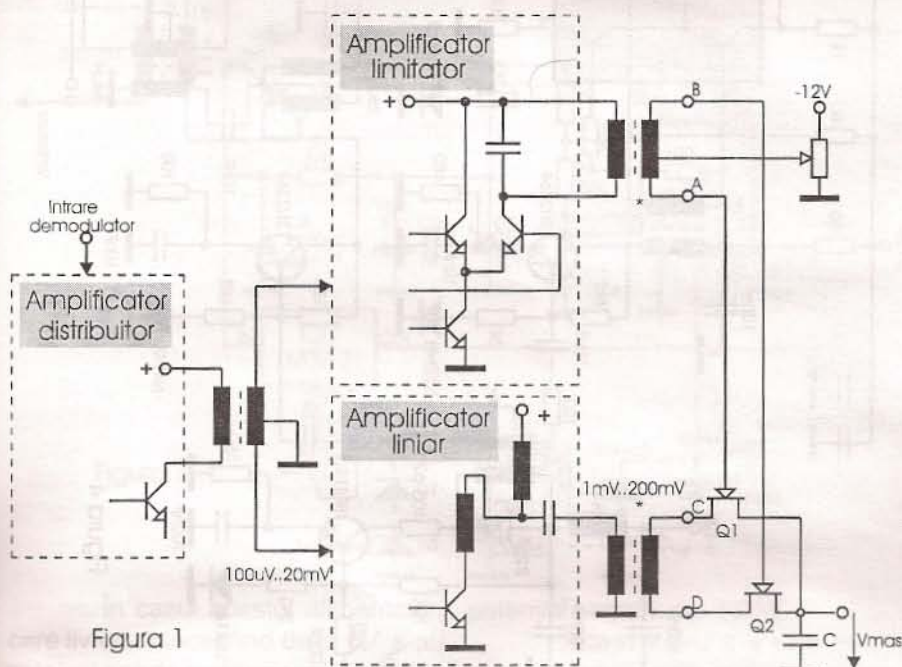 Amplificator
limitator
+
B
-12V
A
*
Intrare
demodulator
Amplificator
distribuitor
+
Amplificator
liniar
+
1mV..200mV
*
C
Q1
100uV..20mV
D
Q2
C
Vmas
Figura 1